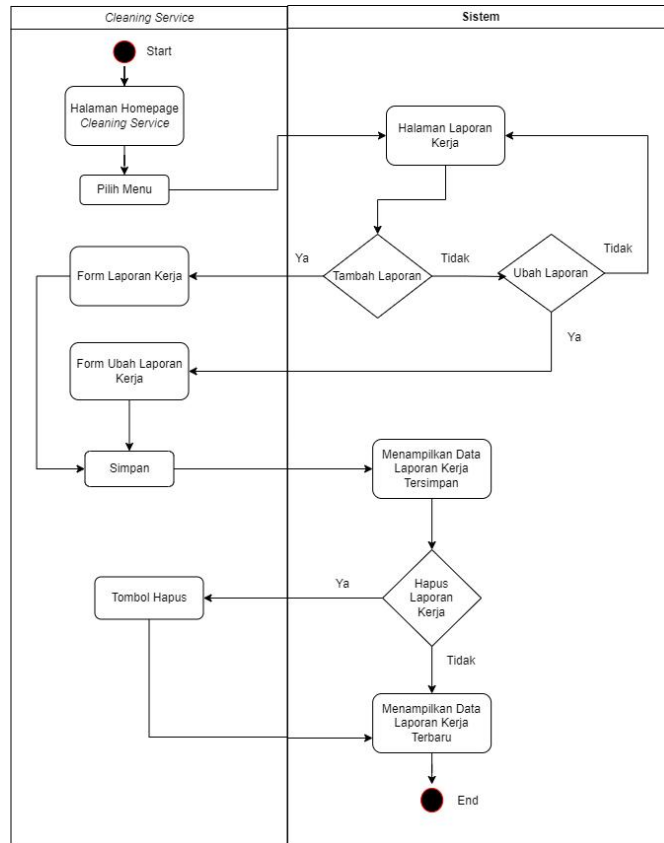 Cleaning Service
Sistem
Start
Halaman Homepage
Cleaning Service
Halaman Laporan
Kerja
Pilih Menu
Ya
Tidak
Tidak
Form Laporan Kerja
Tambah Laporan
Ubah Laporan
Ya
Form Ubah Laporan
Kerja
Simpan
Menampilkan Data
Laporan Kerja
Tersimpan
Ya
Tombol Hapus
Hapus
Laporan
Kerja
Tidak
Menampilkan Data
Laporan Kerja
Terbaru
End